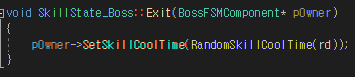 void SkillState_Boss::Exit(BossFSMComponent* pOwner)
{
    pOwner->SetSkillCoolTime(RandomSkillCoolTime(rd));
}